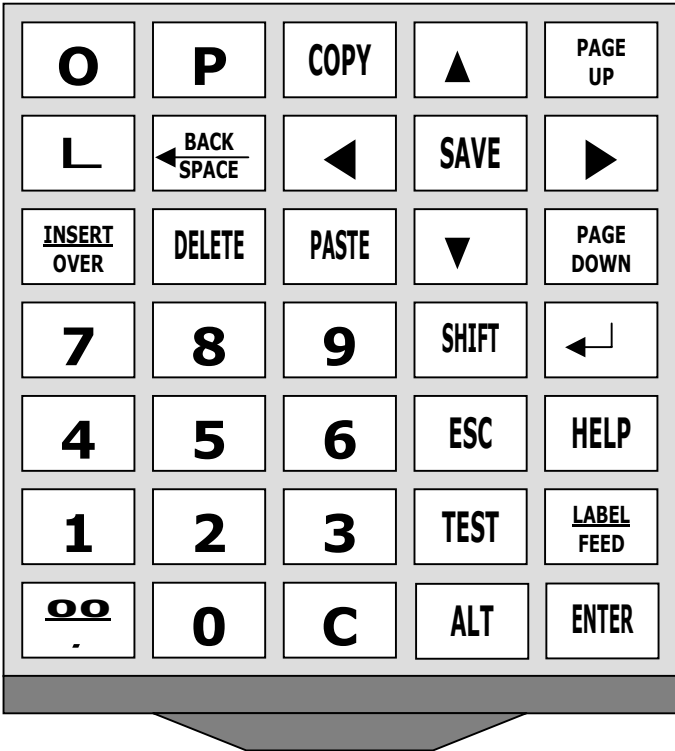 O P COPY ▲ PAGE
UP
L BACK
SPACE ◀ SAVE ▶
INSERT
OVER DELETE PASTE ▼ PAGE
DOWN
7 8 9 SHIFT
4 5 6 ESC HELP
1 2 3 TEST LABEL
FEED
00
, 0 C ALT ENTER